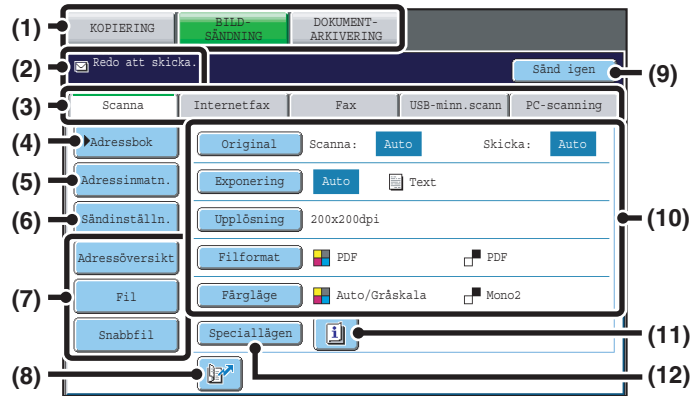 (1) KOPIERING BILD-SÄNDNING DOKUMENT-ARKIVERING
(2) Redo att skicka. Sänd igen (9)
(3) Scanna Internetfax Fax USB-minn.scann PC-scanning
(4) Adressbok Original Scanna: Auto Skicka: Auto
(5) Adressinmatn. Exponering Auto Text
(6) Sändinställn. Upplösning 200x200dpi (10)
Adressöversikt Filformat PDF PDF
(7) Fil Färgläge Auto/Gråskala Mono2
Snabbfil Speciallägen (11)
(8) (12)